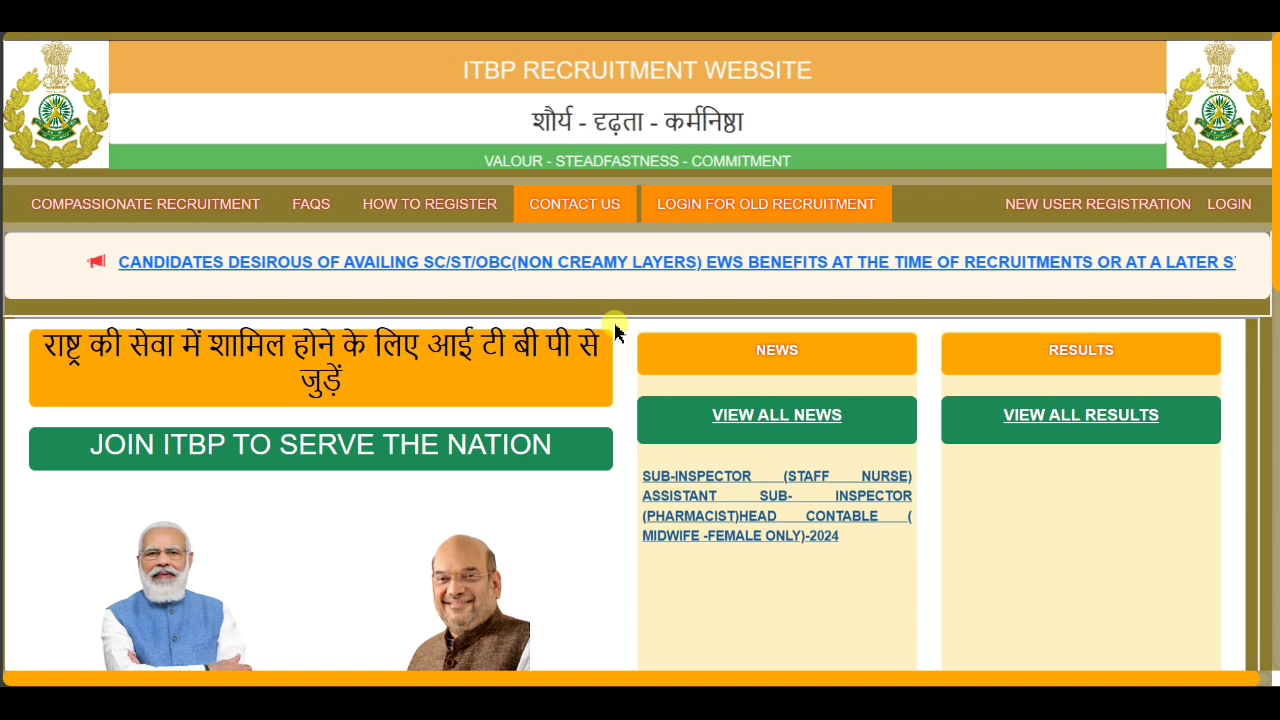 ITBP RECRUITMENT WEBSITE
शौर्य - दृढ़ता - कर्मनिष्ठा
VALOUR - STEADFASTNESS - COMMITMENT
COMPASSIONATE RECRUITMENT FAQS HOW TO REGISTER CONTACT US LOGIN FOR OLD RECRUITMENT NEW USER REGISTRATION LOGIN
CANDIDATES DESIROUS OF AVAILING SC/ST/OBC(NON CREAMY LAYERS) EWS BENEFITS AT THE TIME OF RECRUITMENTS OR AT A LATER
राष्ट्र की सेवा में शामिल होने के लिए आई टी बी पी से
जुड़ें
JOIN ITBP TO SERVE THE NATION
NEWS
VIEW ALL NEWS
SUB-INSPECTOR (STAFF NURSE)
ASSISTANT SUB- INSPECTOR
(PHARMACIST)HEAD CONTABLE (
MIDWIFE -FEMALE ONLY)-2024
RESULTS
VIEW ALL RESULTS